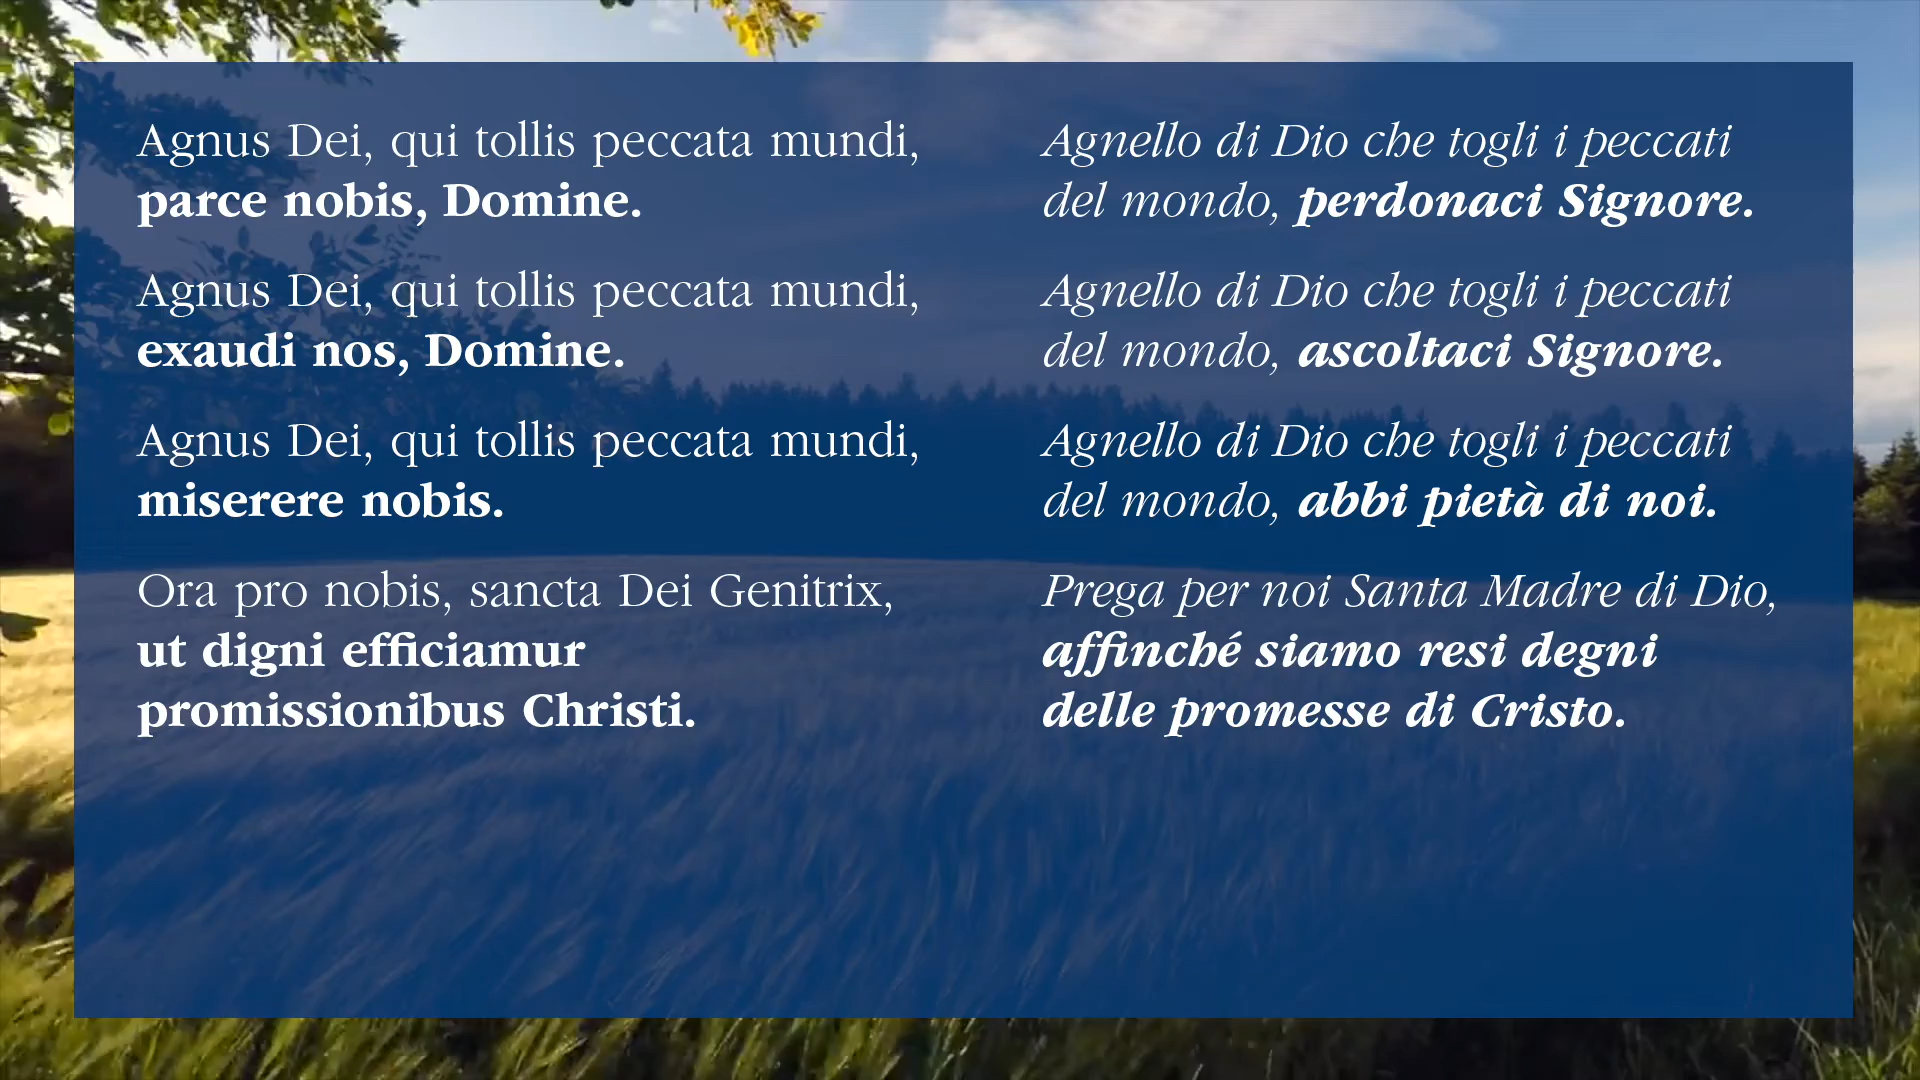 Agnus Dei, qui tollis peccata mundi,
parce nobis, Domine.
Agnus Dei, qui tollis peccata mundi,
exaudi nos, Domine.
Agnus Dei, qui tollis peccata mundi,
miserere nobis.
Ora pro nobis, sancta Dei Genitrix,
ut digni efficiamur
promissionibus Christi.
Agnello di Dio che togli i peccati
del mondo, perdonaci Signore.
Agnello di Dio che togli i peccati
del mondo, ascoltaci Signore.
Agnello di Dio che togli i peccati
del mondo, abbi pietà di noi.
Prega per noi Santa Madre di Dio,
affinché siamo resi degni
delle promesse di Cristo.